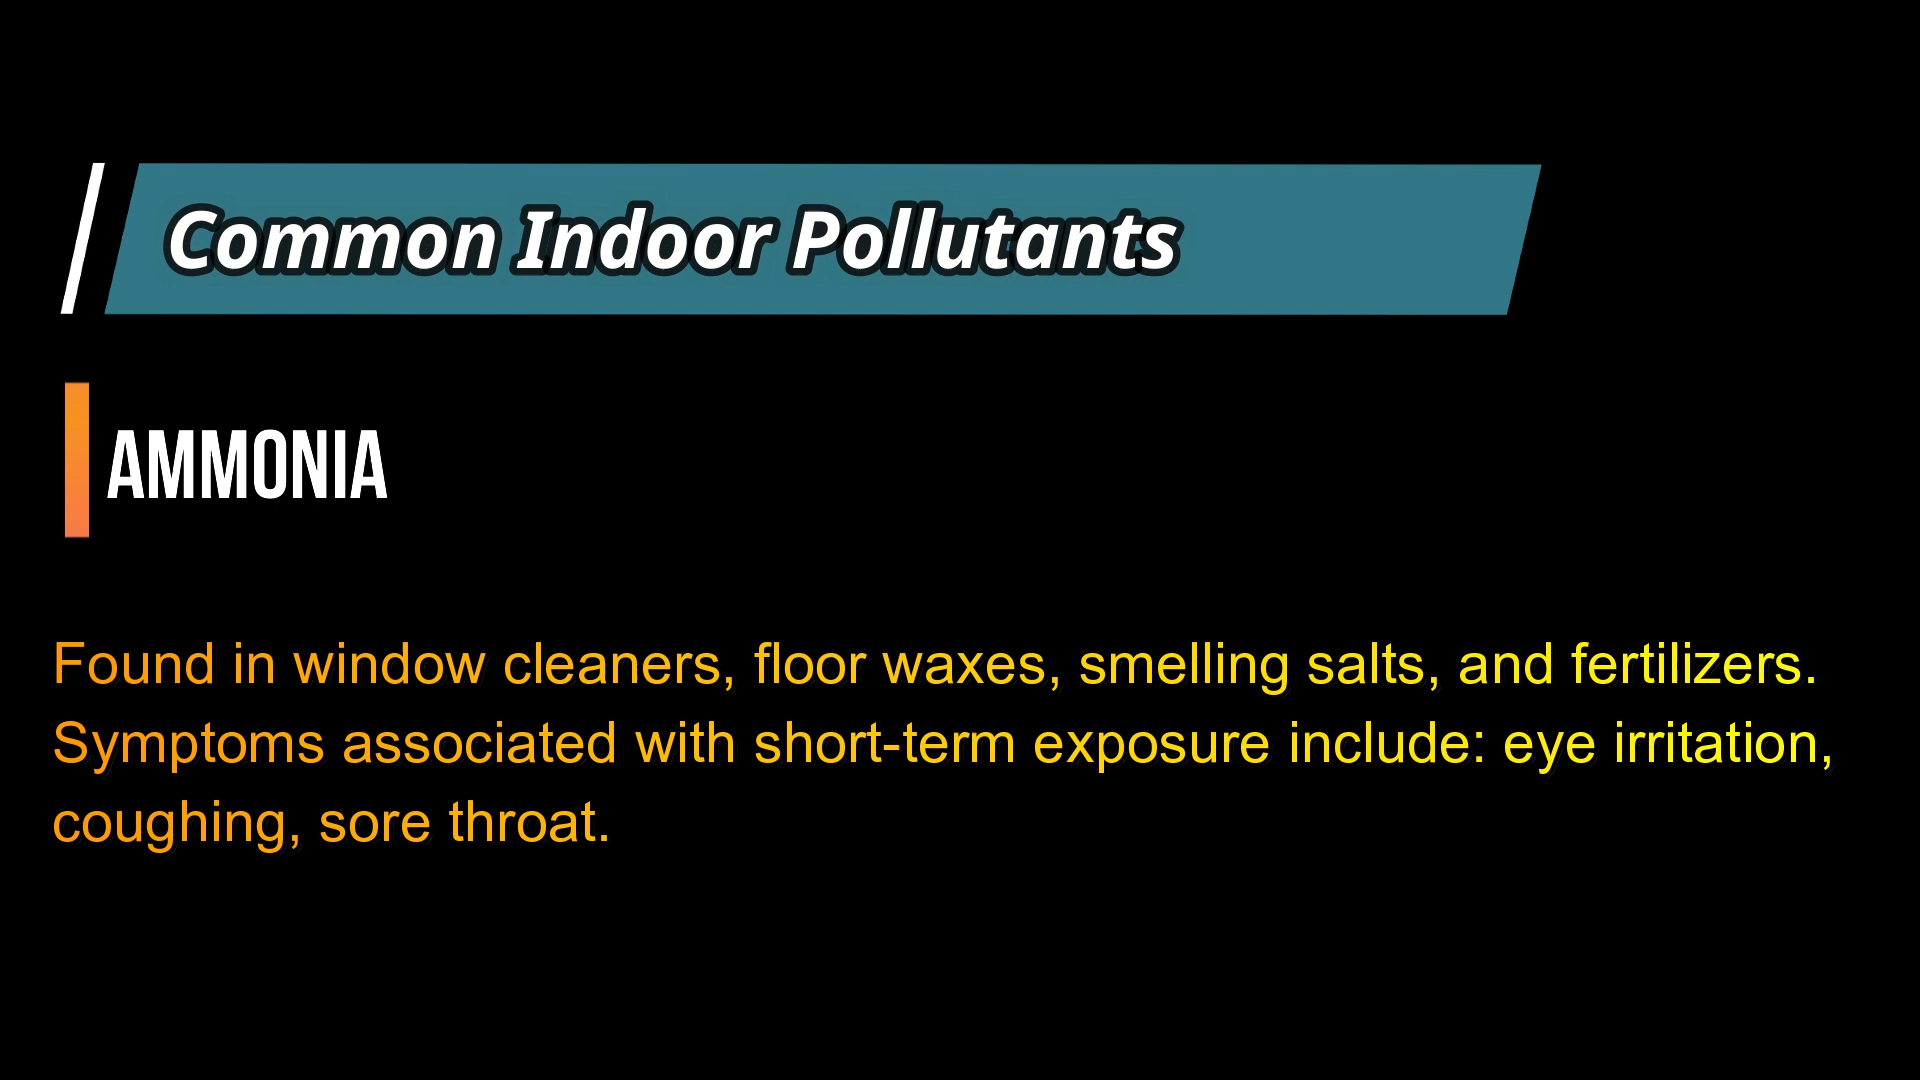 Common Indoor Pollutants
AMMONIA
Found in window cleaners, floor waxes, smelling salts, and fertilizers.
Symptoms associated with short-term exposure include: eye irritation,
coughing, sore throat.